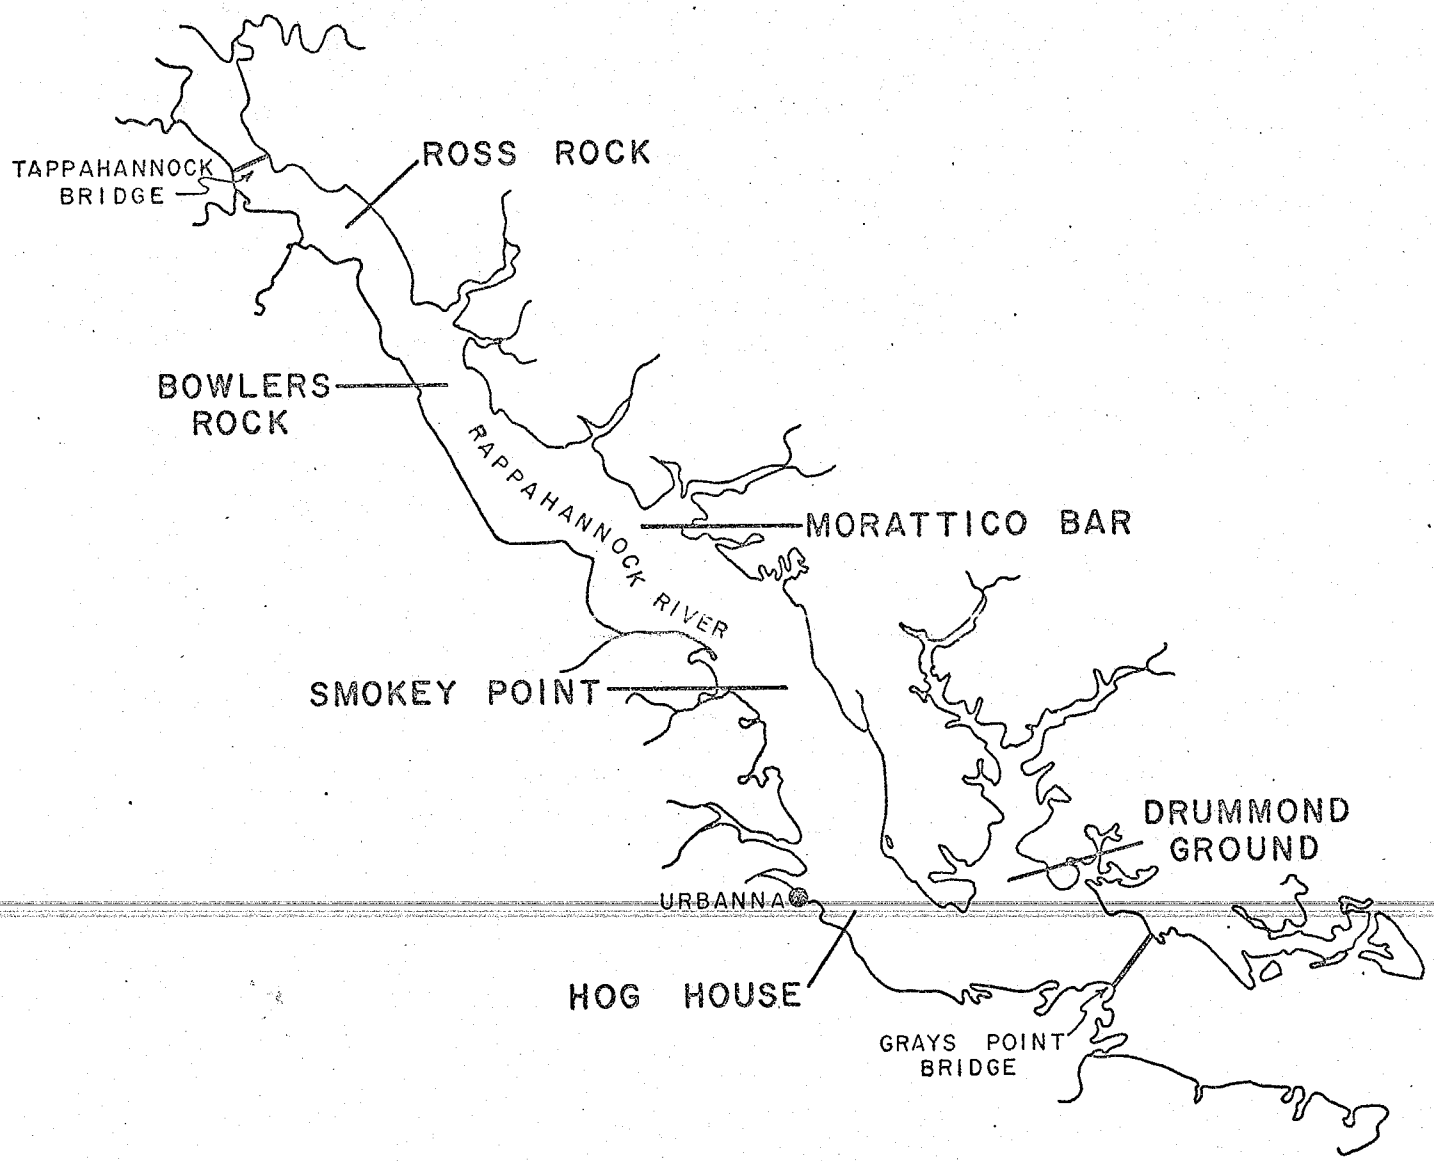 ROSS ROCK
TAPPAHANNOCK
BRIDGE
BOWLERS
ROCK
RAPPAHANNOCK RIVER
MORATTICO BAR
SMOKEY POINT
DRUMMOND
GROUND
URBANNA
HOG HOUSE
GRAYS POINT
BRIDGE